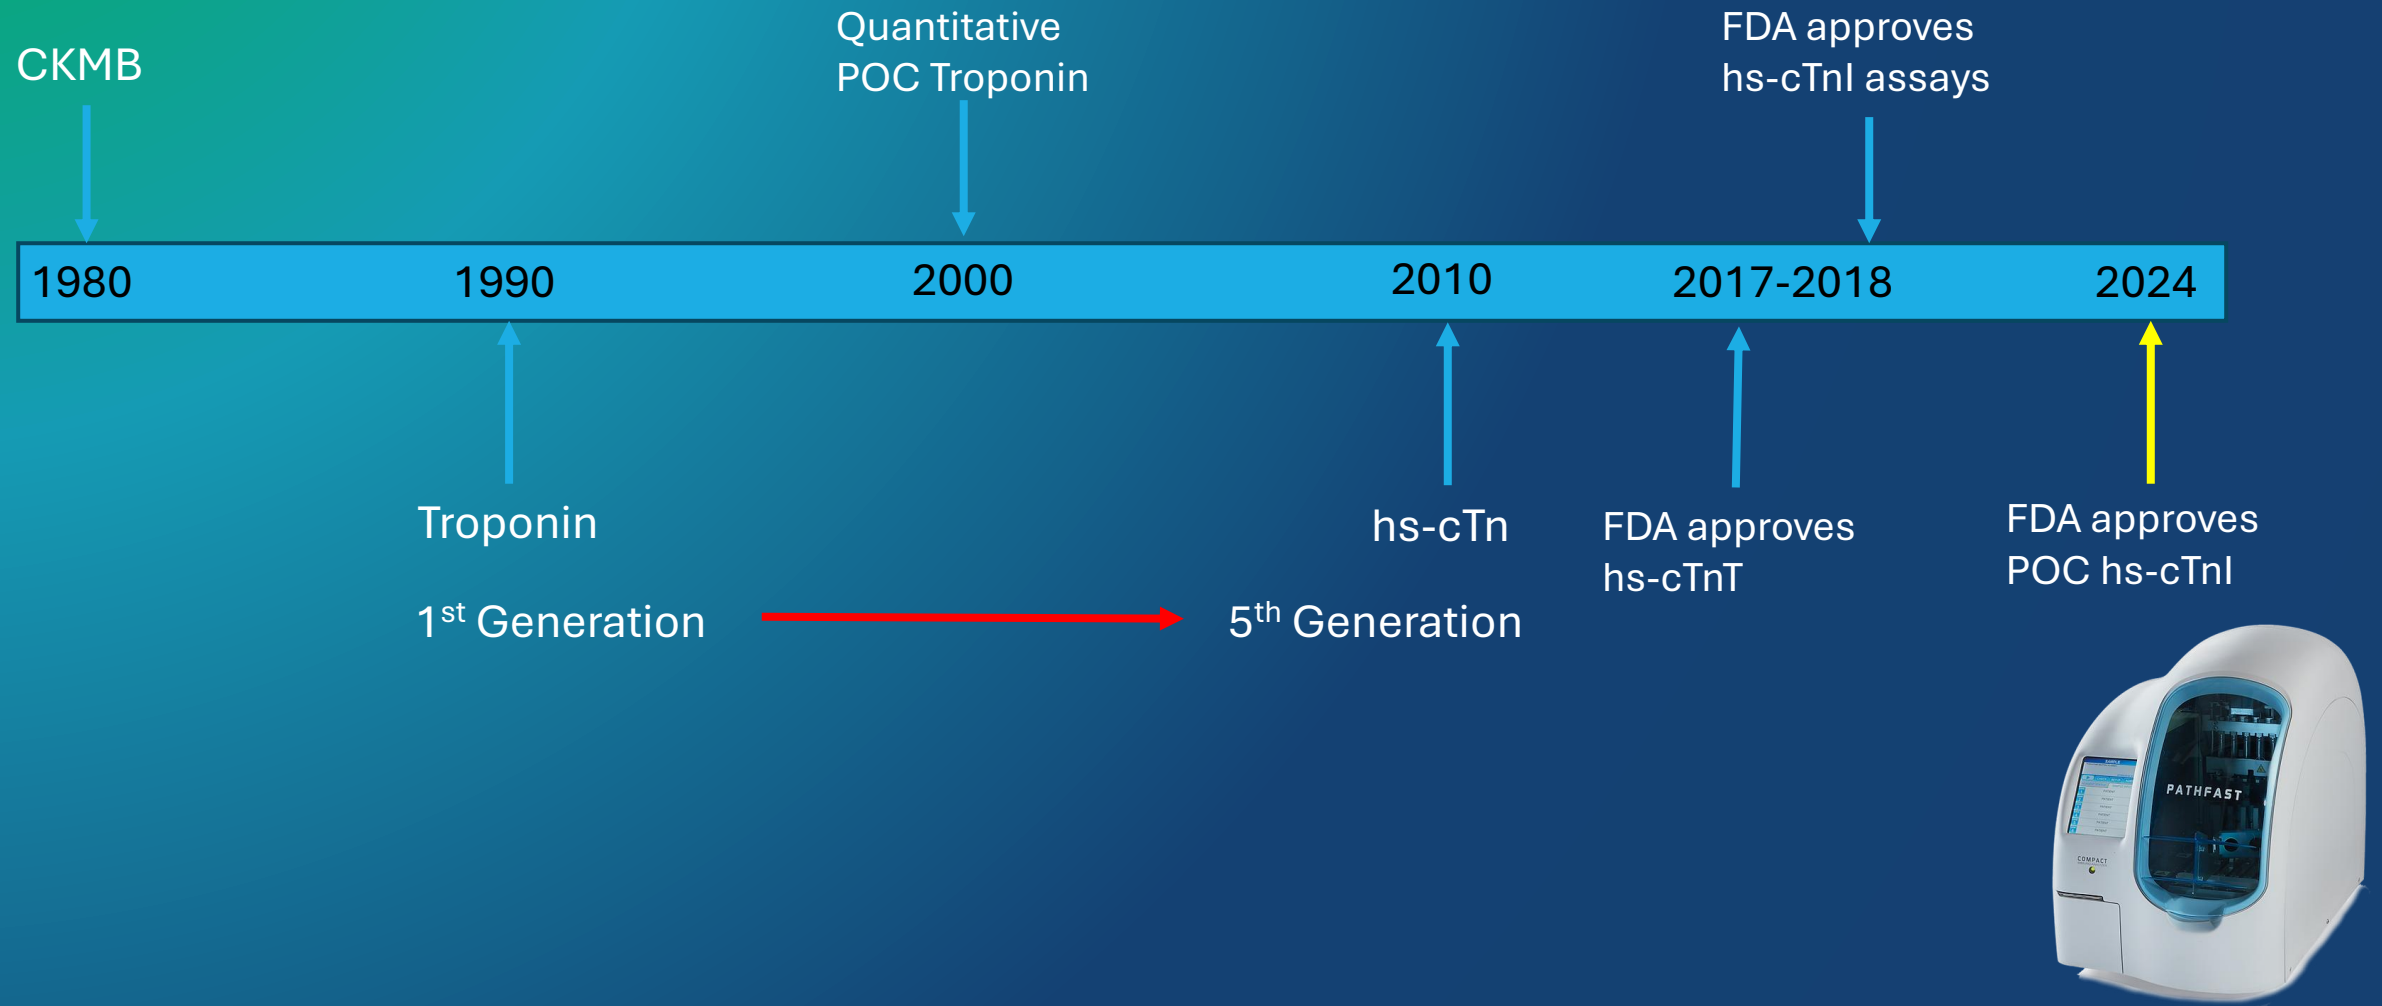 CKMB
Quantitative
POC Troponin
FDA approves
hs-cTnI assays
1980 1990 2000 2010 2017-2018 2024
Troponin
hs-cTn
FDA approves
hs-cTnT
FDA approves
POC hs-cTnI
1st Generation
5th Generation
PATHFAST
COMPACT